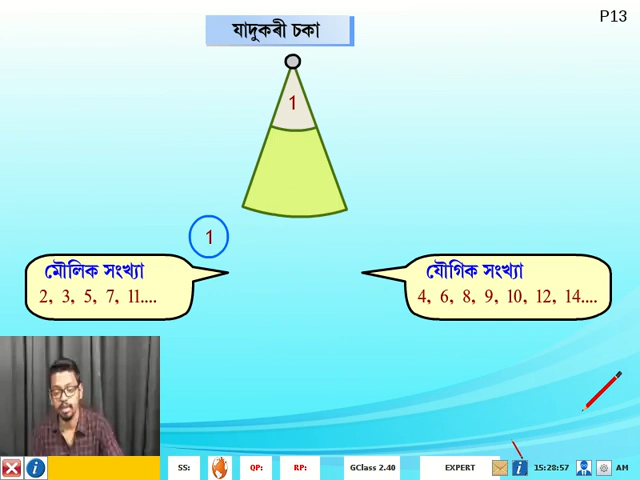 P13
যাদুকৰী চকা
1
1
মৌলিক সংখ্যা
2, 3, 5, 7, 11....
যৌগিক সংখ্যা
4, 6, 8, 9, 10, 12, 14....
SS: QP: RP: GClass 2.40 EXPERT 15:28:57 AM